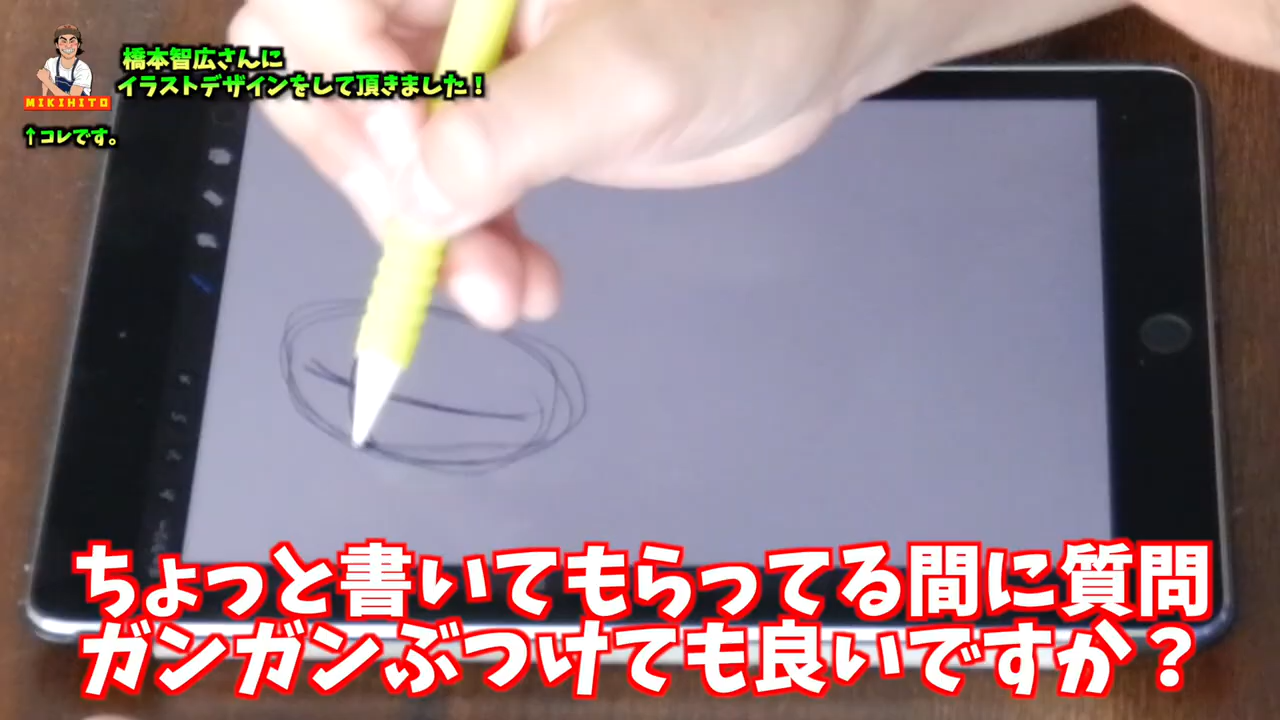 橋本智広さんに
イラストデザインをして頂きました！
MIKIHITO
↑コレです。
ちょっと書いてもらってる間に質問
ガンガンぶつけても良いですか？